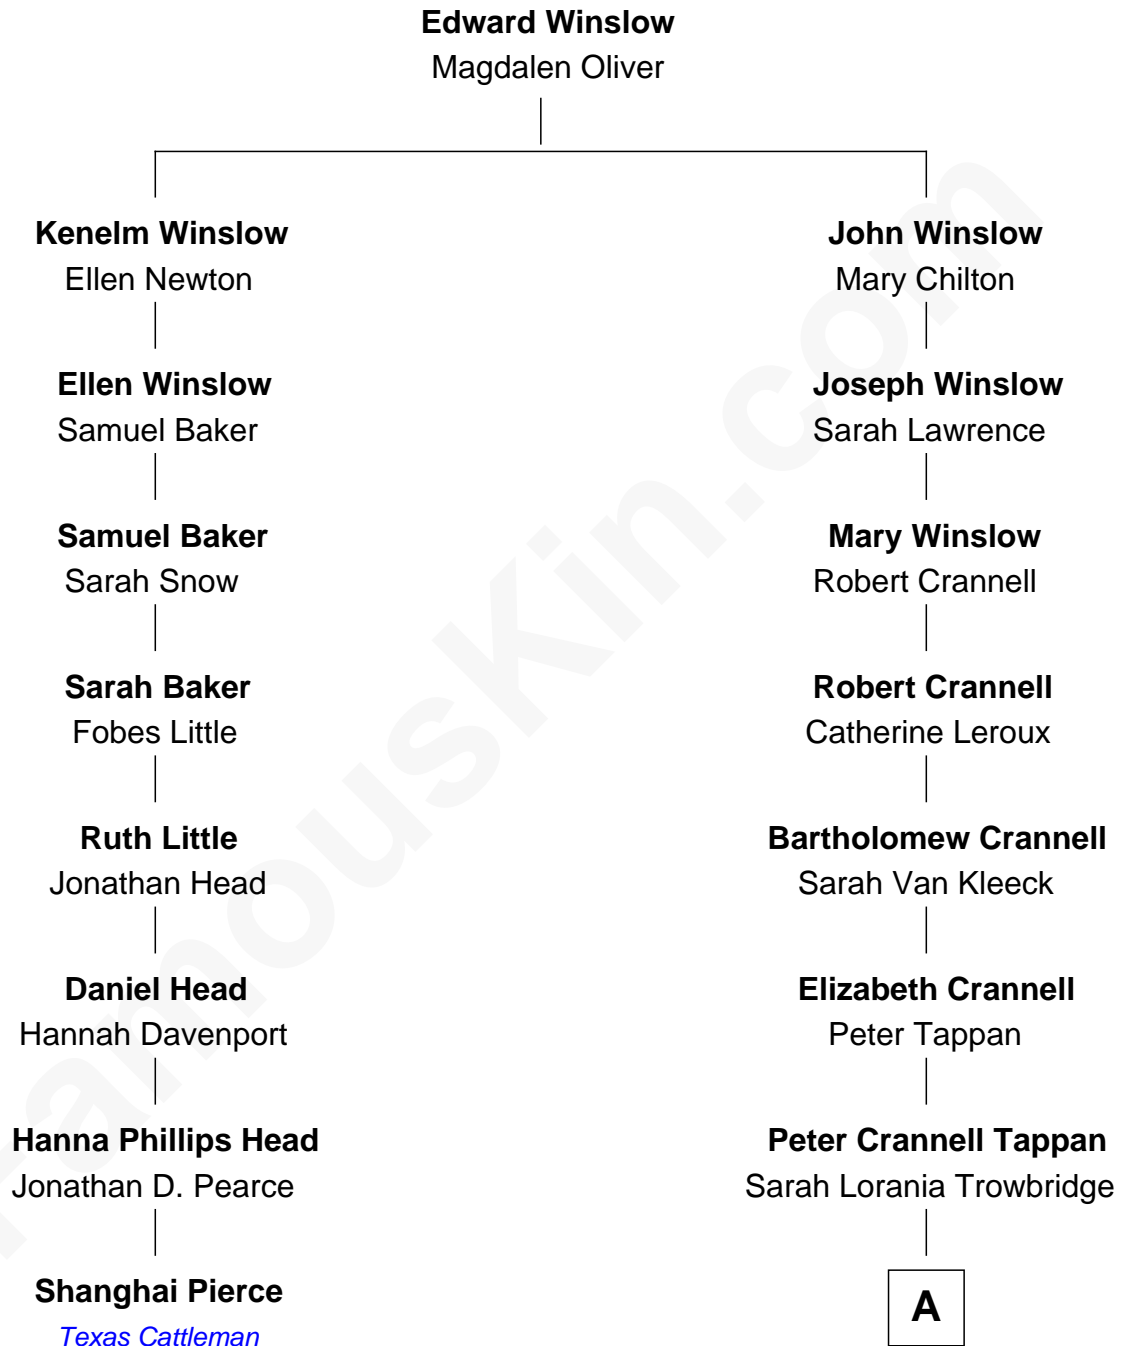 Edward Winslow
Magdalen Oliver
Kenelm Winslow
Ellen Newton
John Winslow
Mary Chilton
Ellen Winslow
Samuel Baker
Joseph Winslow
Sarah Lawrence
Samuel Baker
Sarah Snow
Mary Winslow
Robert Crannell
Sarah Baker
Fobes Little
Robert Crannell
Catherine Leroux
Ruth Little
Jonathan Head
Bartholomew Crannell
Sarah Van Kleeck
Daniel Head
Hannah Davenport
Elizabeth Crannell
Peter Tappan
Hanna Phillips Head
Jonathan D. Pearce
Peter Crannell Tappan
Sarah Lorania Trowbridge
Shanghai Pierce
Texas Cattleman
A
FamousKin.com